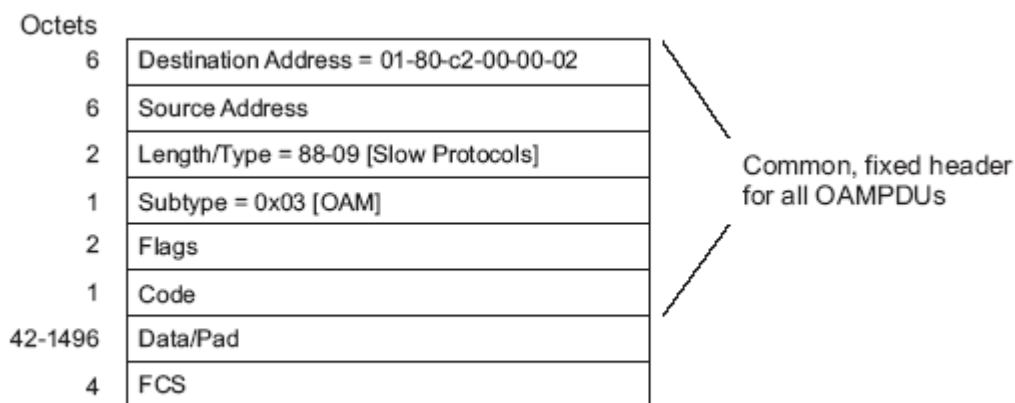 Octets
6 Destination Address = 01-80-c2-00-00-02
6 Source Address
2 Length/Type = 88-09 [Slow Protocols]
1 Subtype = 0x03 [OAM]
2 Flags
1 Code
42-1496 Data/Pad
4 FCS
Common, fixed header
for all OAMPDUs